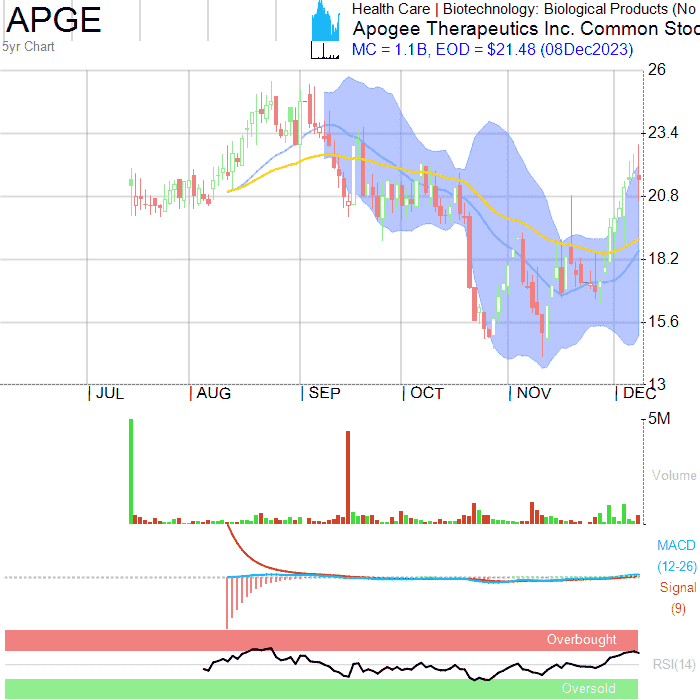 APGE
5yr Chart
Health Care | Biotechnology: Biological Products (No
Apogee Therapeutics Inc. Common Stoc
MC = 1.1B, EOD = $21.48 (08Dec2023)
26
23.4
20.8
18.2
15.6
13
JUL AUG SEP OCT NOV DEC
5M
Volume
MACD
(12-26)
Signal
(9)
Overbought
RSI(14)
Oversold